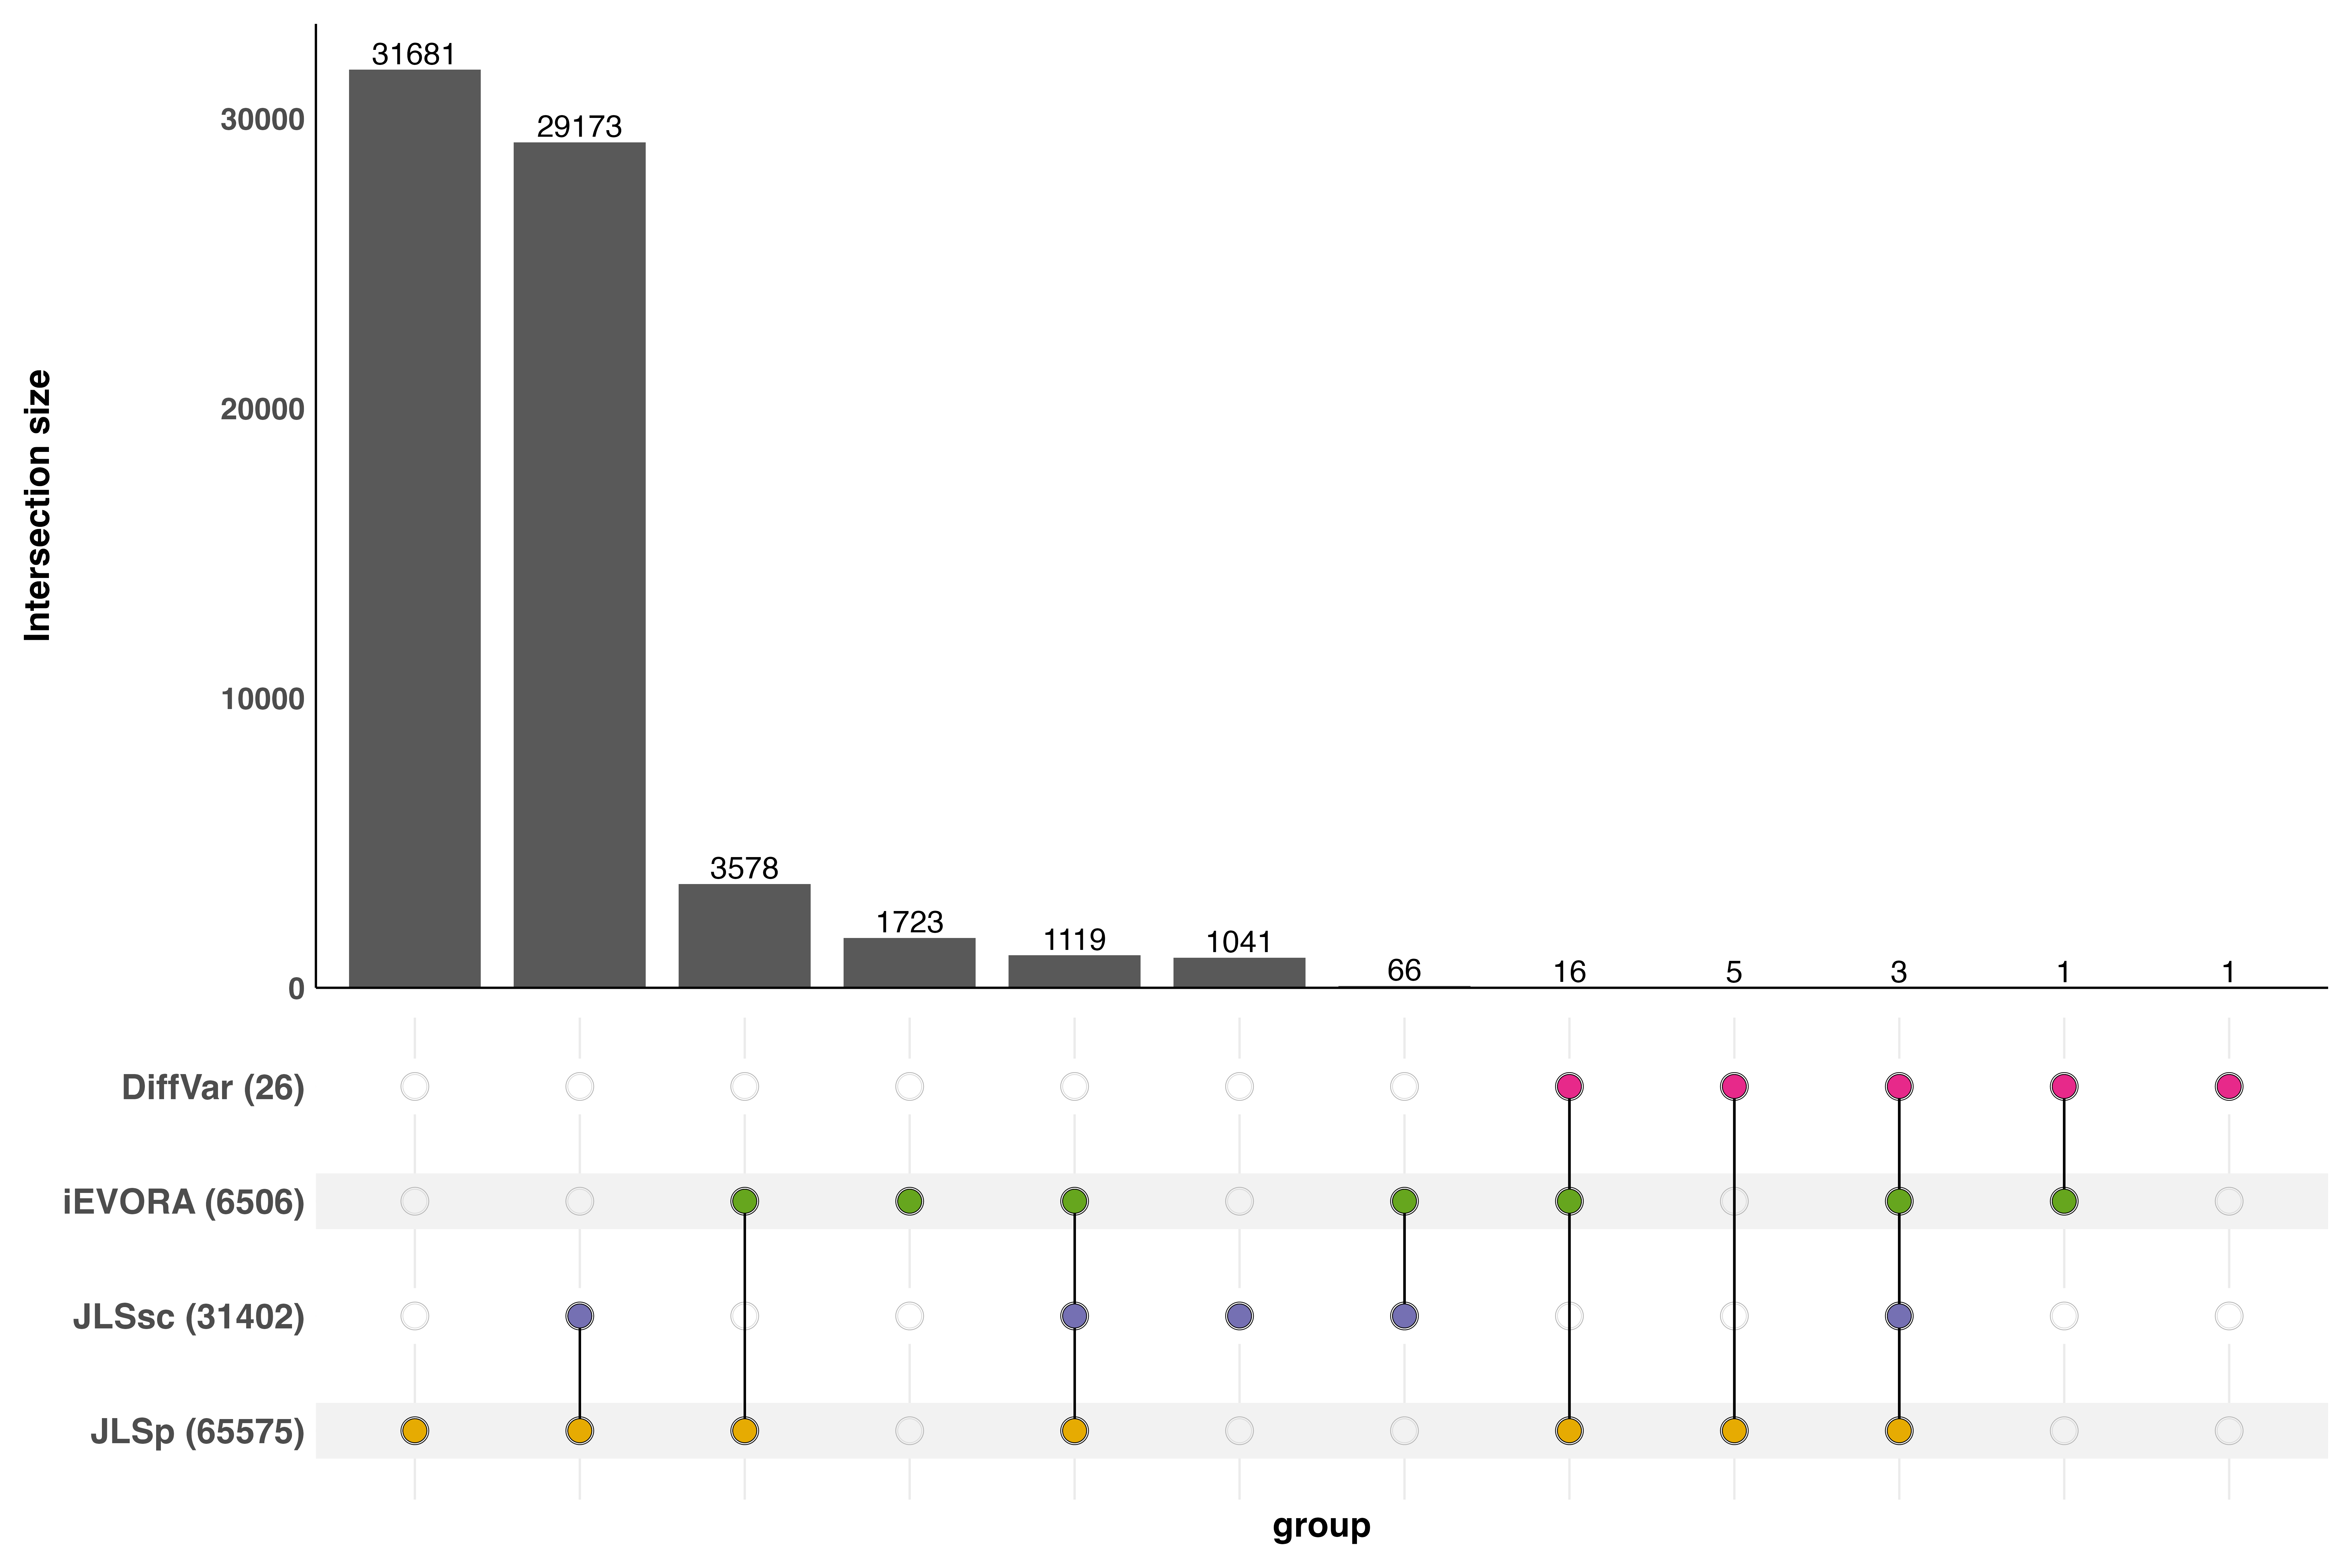 31681
29173
3578
1723
1119
1041
66
16
5
3
1
1
30000
20000
10000
0
Intersection size
DiffVar (26)
iEVORA (6506)
JLSsc (31402)
JLSp (65575)
group